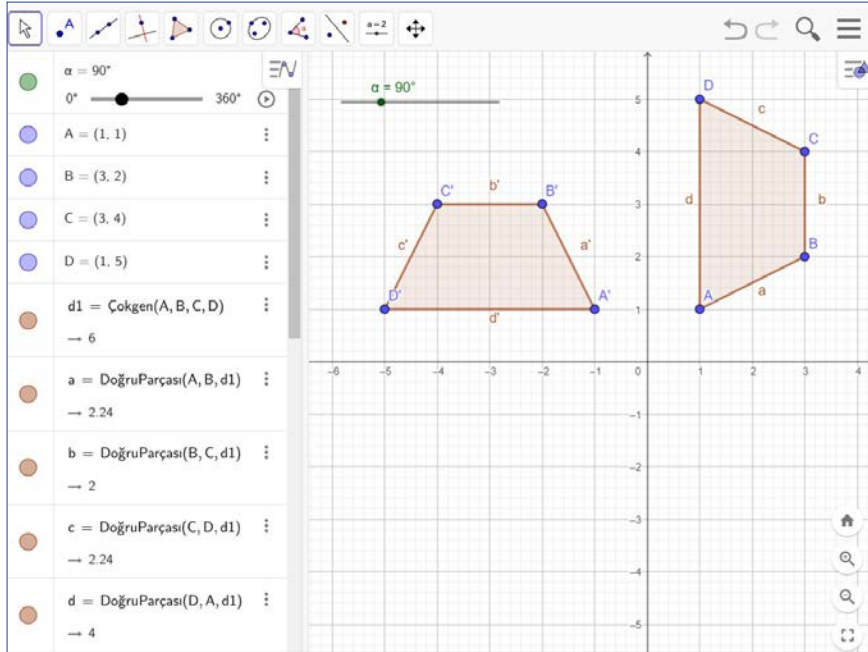 A
a=2
α = 90°
0°
360°
A = (1, 1)
B = (3, 2)
C = (3, 4)
D = (1, 5)
d1 = Çokgen(A, B, C, D)
→ 6
a = DoğruParçası(A, B, d1)
→ 2.24
b = DoğruParçası(B, C, d1)
→ 2
c = DoğruParçası(C, D, d1)
→ 2.24
d = DoğruParçası(D, A, d1)
→ 4
α = 90°
D
c
C
d
b
B
A
a
C'
b'
B'
c'
a'
D'
A'
d'
5
4
3
2
1
0
−6 −5 −4 −3 −2 −1
1 2 3 4
−1
−2
−3
−4
−5